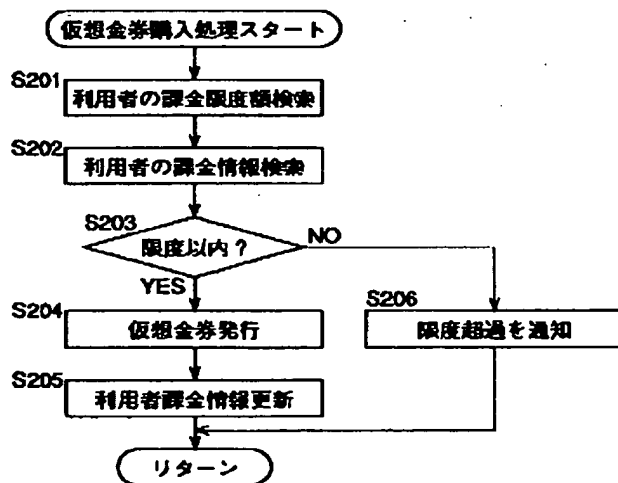 仮想金券購入処理スタート
S201
利用者の課金限度額検索
S202
利用者の課金情報検索
S203
限度以内？
NO
YES
S204
仮想金券発行
S206
限度超過を通知
S205
利用者課金情報更新
リターン